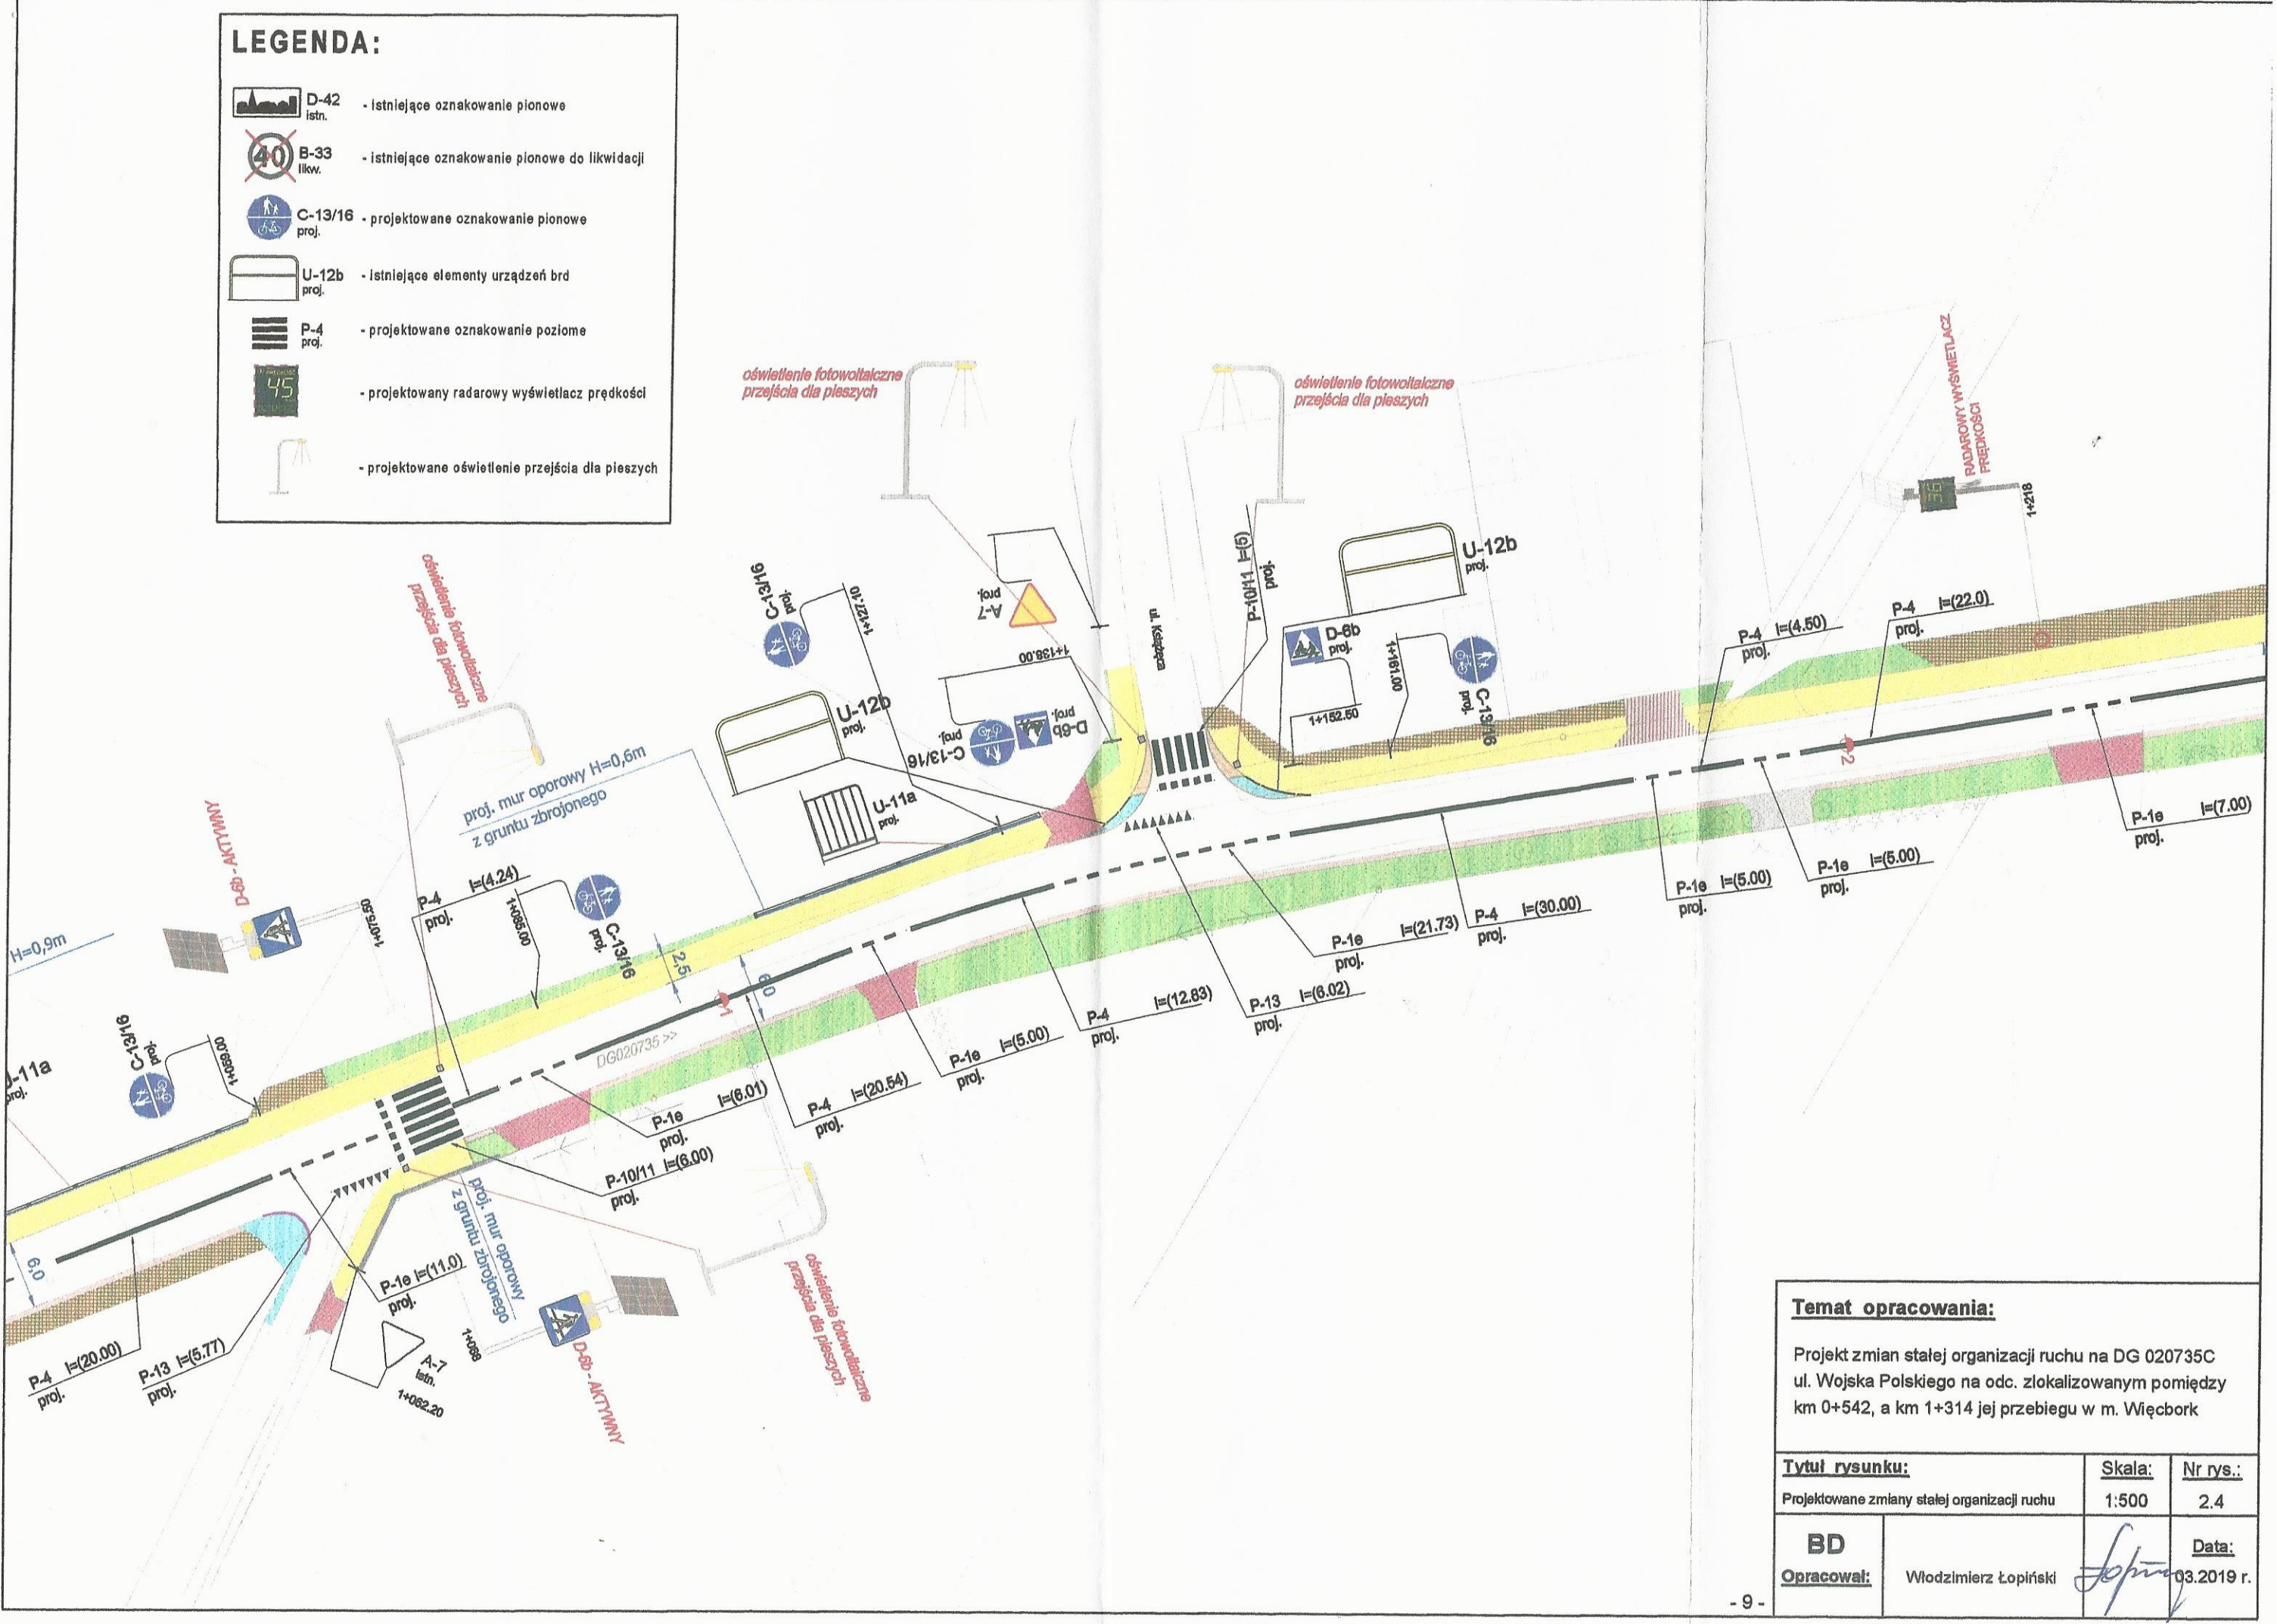 LEGENDA:
D-42
istn.
- istniejące oznakowanie pionowe
40
B-33
likw.
- istniejące oznakowanie pionowe do likwidacji
C-13/16
proj.
- projektowane oznakowanie pionowe
U-12b
proj.
- istniejące elementy urządzeń brd
P-4
proj.
- projektowane oznakowanie poziome
45
- projektowany radarowy wyświetlacz prędkości
- projektowane oświetlenie przejścia dla pieszych
oświetlenie fotowoltaiczne
przejścia dla pieszych
oświetlenie fotowoltaiczne
przejścia dla pieszych
RADAROWY WYŚWIETLACZ
PRĘDKOŚCI
36
1+218
oświetlenie fotowoltaiczne
przejścia dla pieszych
C-13/16
proj.
1+127.10
A-7
proj.
1+138.00
ul. Książęca
P-10/11 l=(5)
proj.
U-12b
proj.
D-6b
proj.
1+152.50
1+161.00
C-13/16
proj.
P-4 l=(4.50)
proj.
P-4 l=(22.0)
proj.
U-12b
proj.
U-11a
proj.
C-13/16
proj.
D-6b
proj.
proj. mur oporowy H=0,6m
z gruntu zbrojonego
D-6b - AKTYWNY
1+075.50
P-4 l=(4.24)
proj.
1+085.00
C-13/16
proj.
H=0,9m
2,5
6,0
1
2
DG020735 >>
C-13/16
proj.
1+059.00
-11a
proj.
P-1e l=(7.00)
proj.
P-1e l=(5.00)
proj.
P-1e l=(5.00)
proj.
P-4 l=(30.00)
proj.
P-1e l=(21.73)
proj.
P-13 l=(6.02)
proj.
P-4 l=(12.83)
proj.
P-1e l=(5.00)
proj.
P-4 l=(20.54)
proj.
P-1e l=(6.01)
proj.
P-10/11 l=(6.00)
proj.
proj. mur oporowy
z gruntu zbrojonego
6,0
P-1e l=(11.0)
proj.
P-4 l=(20.00)
proj.
P-13 l=(5.77)
proj.
A-7
istn.
1+062.20
1+068
D-6b - AKTYWNY
oświetlenie fotowoltaiczne
przejścia dla pieszych
Temat opracowania:
Projekt zmian stałej organizacji ruchu na DG 020735C
ul. Wojska Polskiego na odc. zlokalizowanym pomiędzy
km 0+542, a km 1+314 jej przebiegu w m. Więcbork
Tytuł rysunku:
Projektowane zmiany stałej organizacji ruchu
Skala:
1:500
Nr rys.:
2.4
BD
Opracował:
Włodzimierz Łopiński
Data:
03.2019 r.
- 9 -